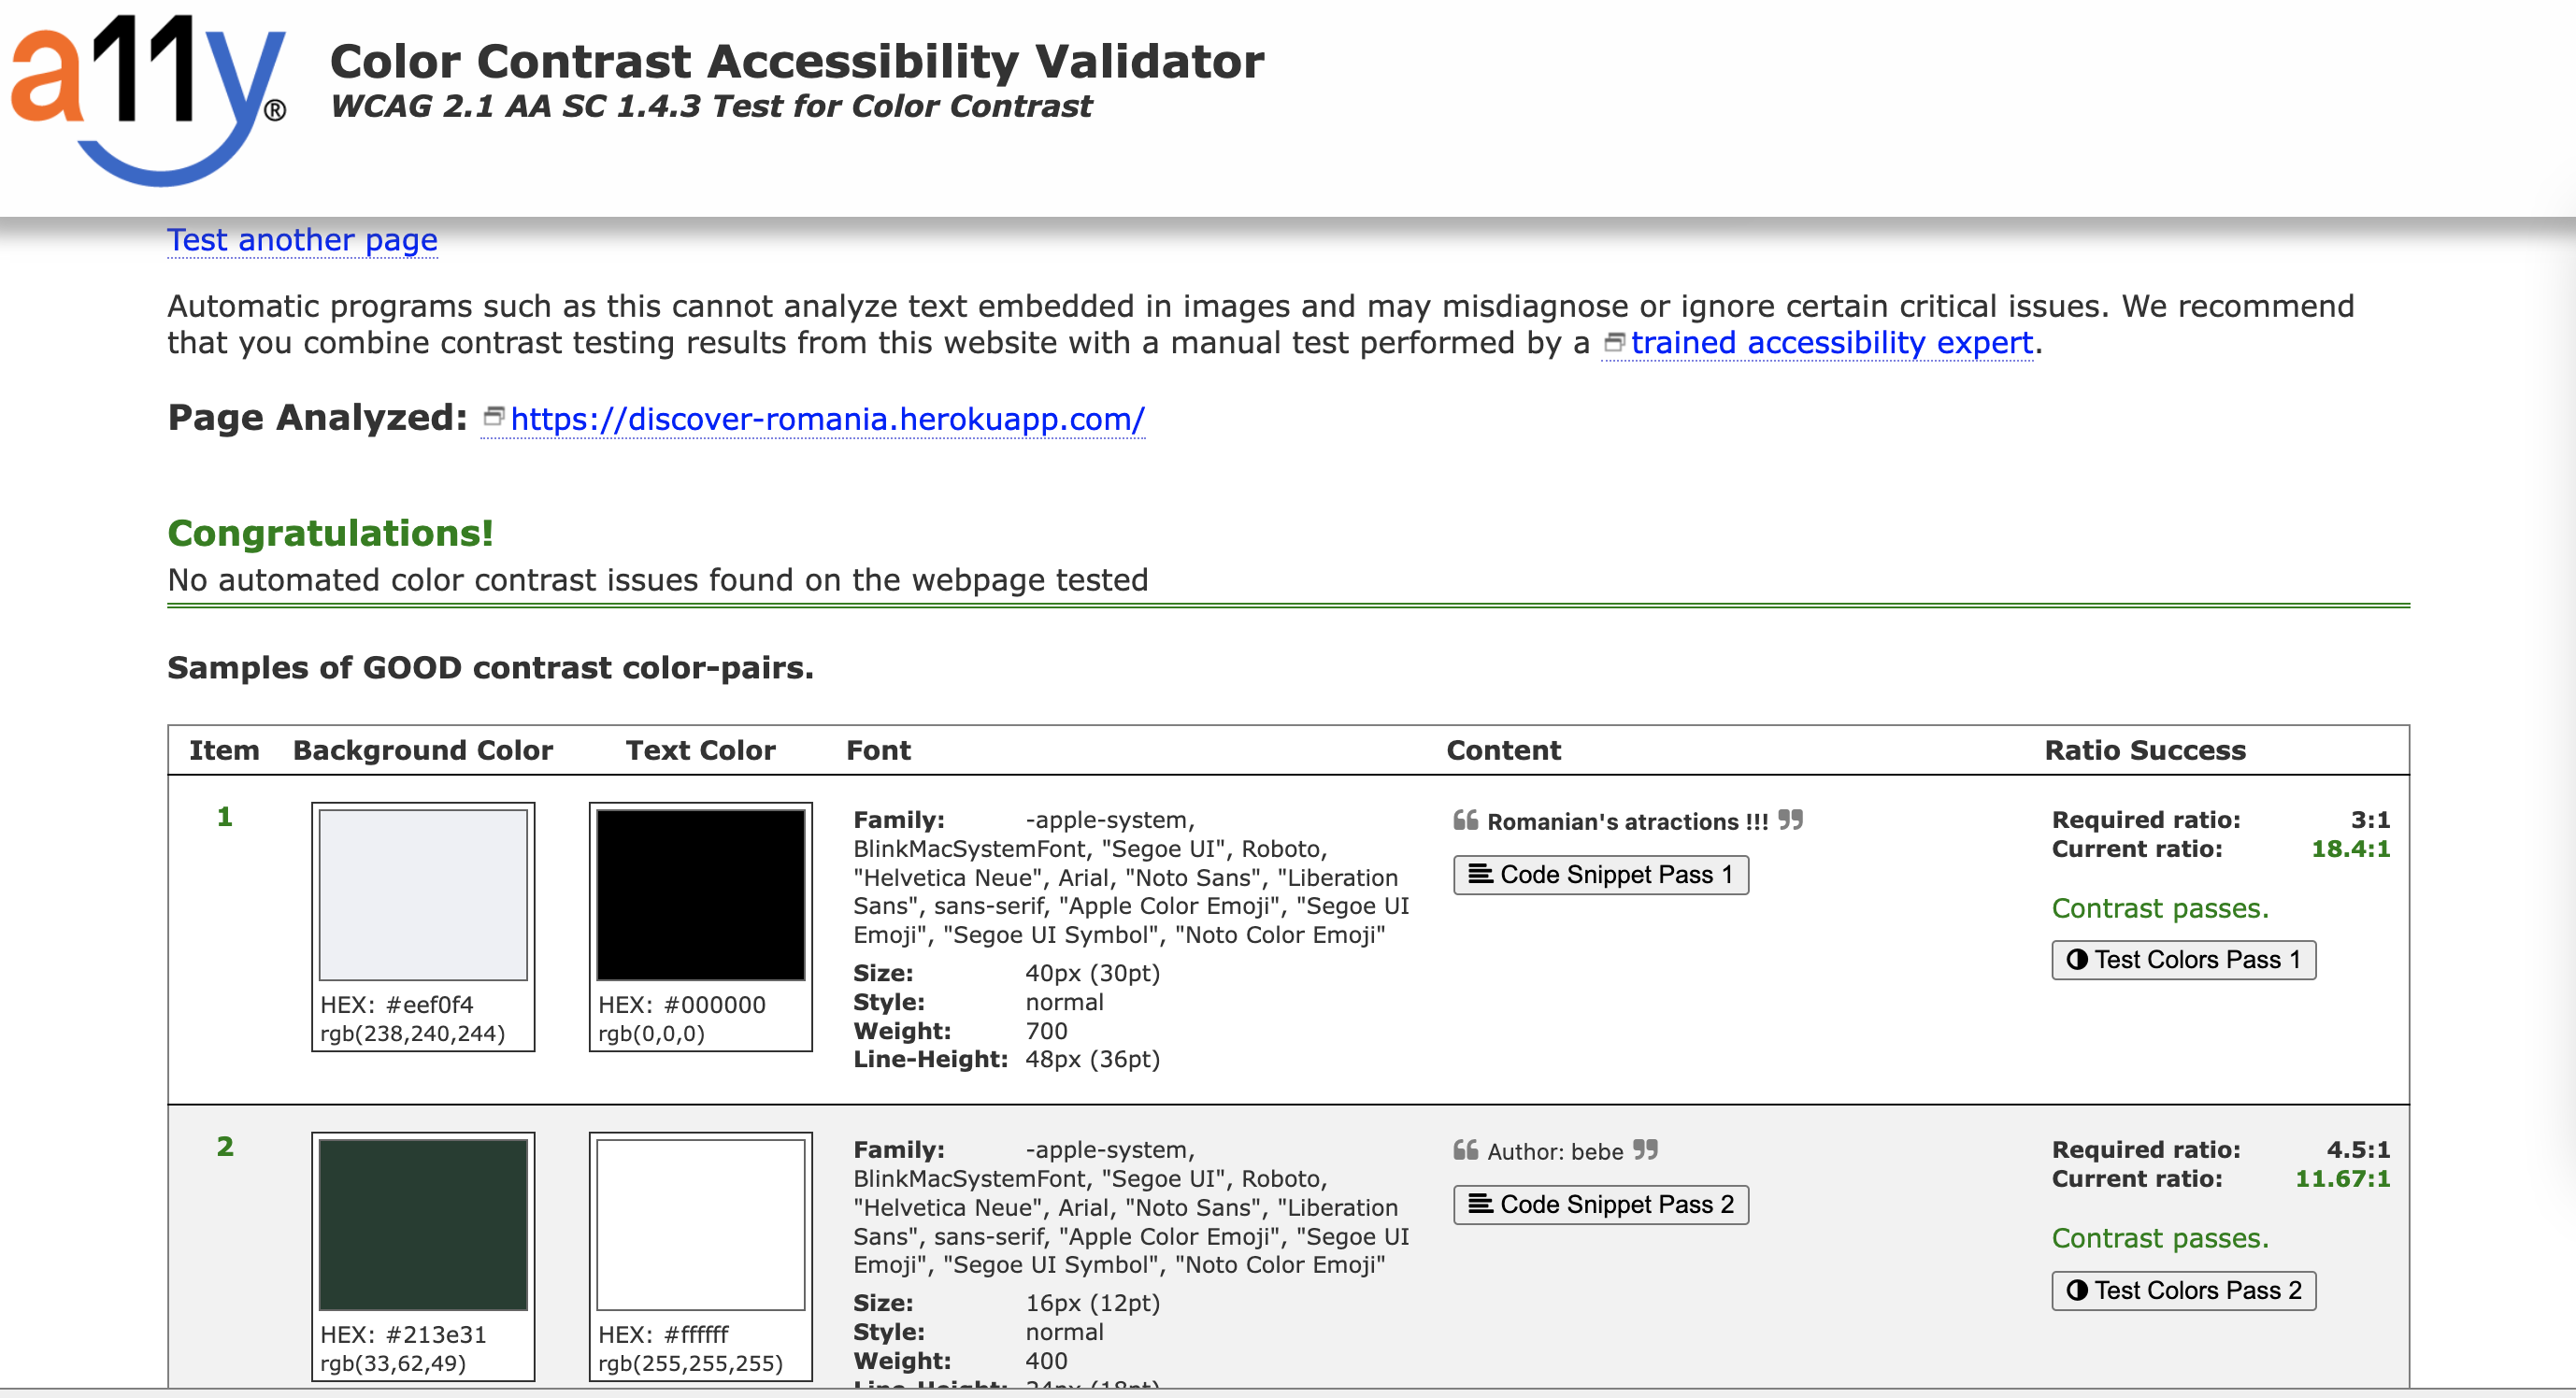 a11y®
Color Contrast Accessibility Validator
WCAG 2.1 AA SC 1.4.3 Test for Color Contrast
Test another page
Automatic programs such as this cannot analyze text embedded in images and may misdiagnose or ignore certain critical issues. We recommend
that you combine contrast testing results from this website with a manual test performed by a trained accessibility expert.
Page Analyzed: https://discover-romania.herokuapp.com/
Congratulations!
No automated color contrast issues found on the webpage tested
Samples of GOOD contrast color-pairs.
Item Background Color Text Color Font Content Ratio Success
1
HEX: #eef0f4
rgb(238,240,244)
HEX: #000000
rgb(0,0,0)
Family: -apple-system,
BlinkMacSystemFont, "Segoe UI", Roboto,
"Helvetica Neue", Arial, "Noto Sans", "Liberation
Sans", sans-serif, "Apple Color Emoji", "Segoe UI
Emoji", "Segoe UI Symbol", "Noto Color Emoji"
Size: 40px (30pt)
Style: normal
Weight: 700
Line-Height: 48px (36pt)
❝ Romanian's atractions !!! ❞
Code Snippet Pass 1
Required ratio: 3:1
Current ratio: 18.4:1
Contrast passes.
Test Colors Pass 1
2
HEX: #213e31
rgb(33,62,49)
HEX: #ffffff
rgb(255,255,255)
Family: -apple-system,
BlinkMacSystemFont, "Segoe UI", Roboto,
"Helvetica Neue", Arial, "Noto Sans", "Liberation
Sans", sans-serif, "Apple Color Emoji", "Segoe UI
Emoji", "Segoe UI Symbol", "Noto Color Emoji"
Size: 16px (12pt)
Style: normal
Weight: 400
Line-Height: 24px (18pt)
❝ Author: bebe ❞
Code Snippet Pass 2
Required ratio: 4.5:1
Current ratio: 11.67:1
Contrast passes.
Test Colors Pass 2